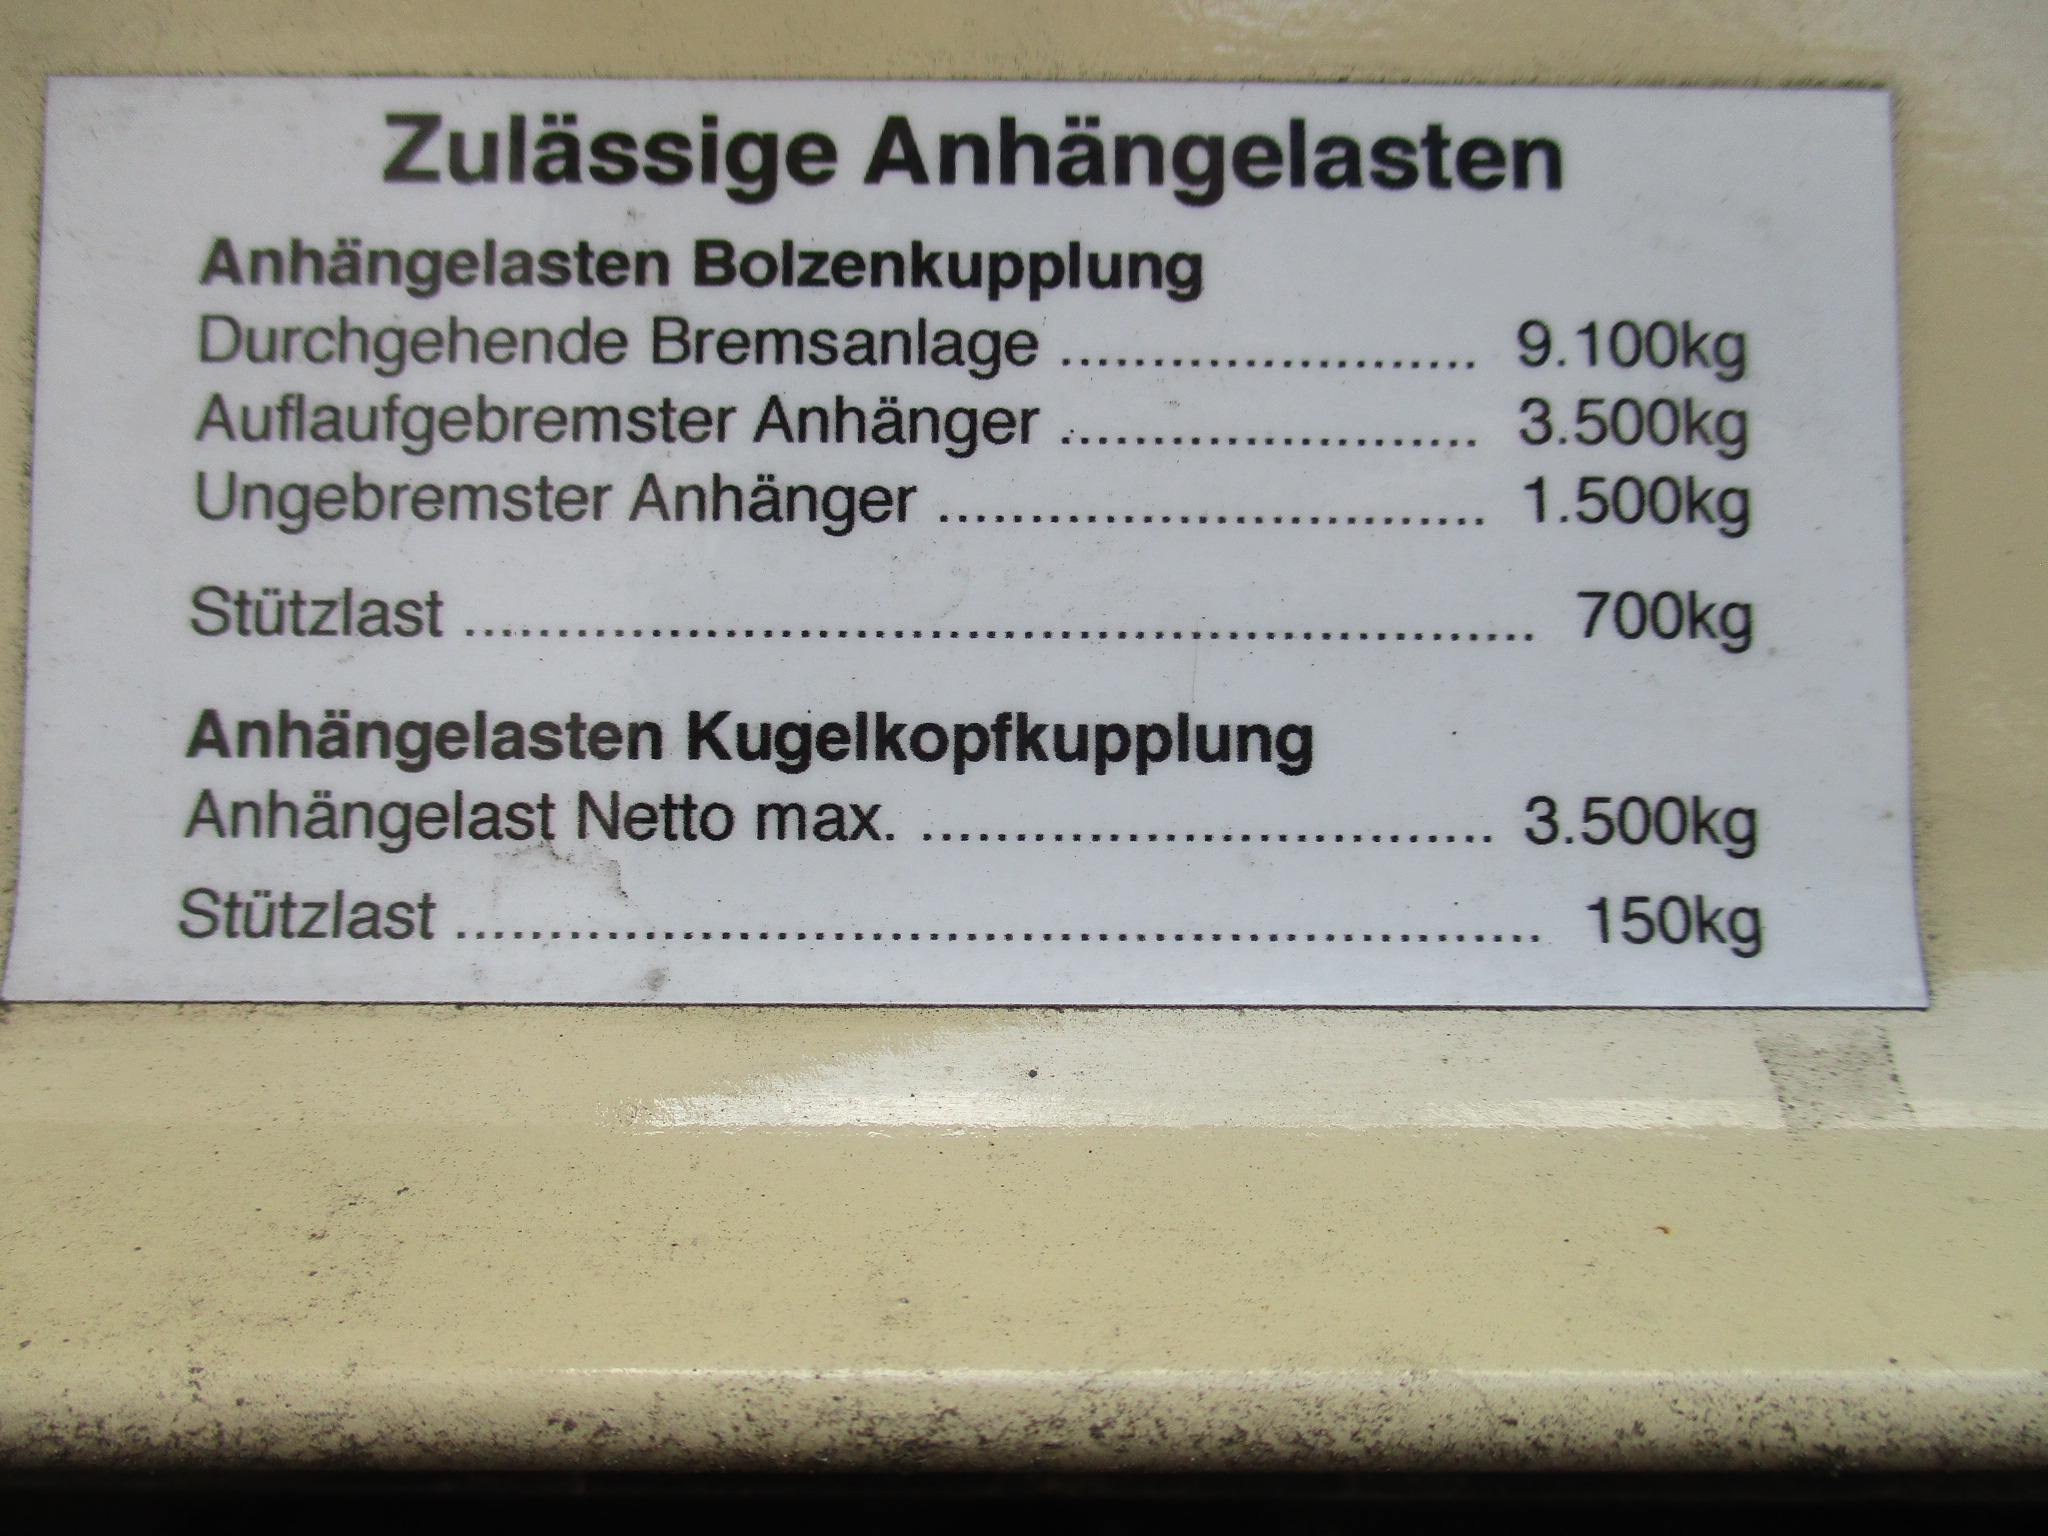 Zulässige Anhängelasten
Anhängelasten Bolzenkupplung
Durchgehende Bremsanlage ....................... 9.100kg
Auflaufgebremster Anhänger ....................... 3.500kg
Ungebremster Anhänger .............................. 1.500kg
Stützlast .......................................................... 700kg
Anhängelasten Kugelkopfkupplung
Anhängelast Netto max. ............................... 3.500kg
Stützlast ........................................................... 150kg